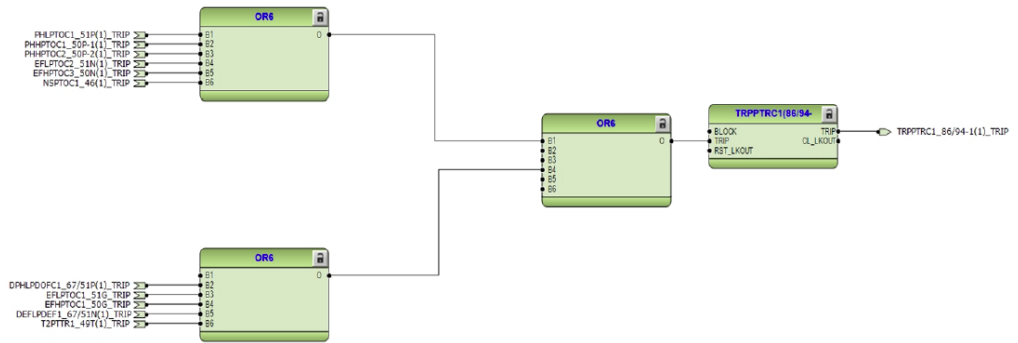 OR6
PHLPTOC1_51P(1)_TRIP B1 O
PHHPTOC1_50P-1(1)_TRIP B2
PHHPTOC2_50P-2(1)_TRIP B3
EFLPTOC2_51N(1)_TRIP B4
EFHPTOC3_50N(1)_TRIP B5
NSPTOC1_46(1)_TRIP B6
OR6
B1 O
B2
B3
B4
B5
B6
TRPPTRC1(86/94-
BLOCK TRIP
TRIP CL_LKOUT
RST_LKOUT
TRPPTRC1_86/94-1(1)_TRIP
OR6
B1 O
DPHLPDOFC1_67/51P(1)_TRIP B2
EFLPTOC1_51G_TRIP B3
EFHPTOC1_50G_TRIP B4
DEFLPDEF1_67/51N(1)_TRIP B5
T2PTTR1_49T(1)_TRIP B6